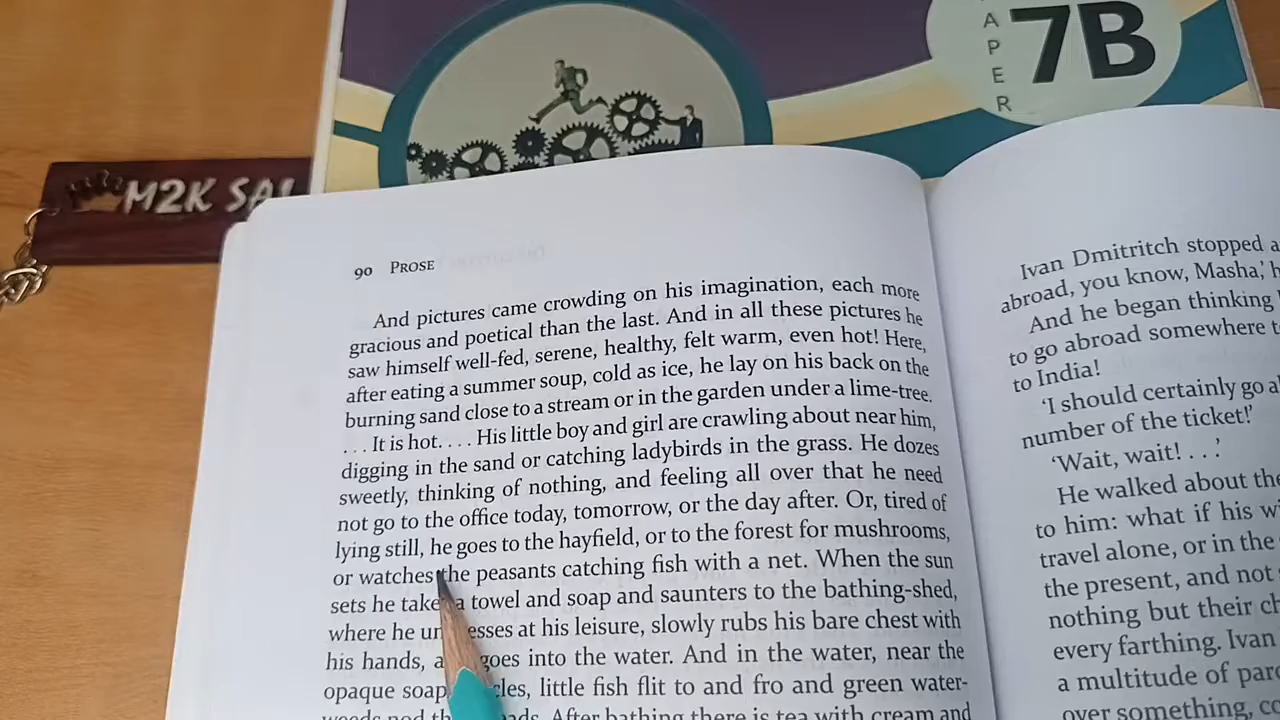 APER
7B
M2K SA
90 PROSE
And pictures came crowding on his imagination, each more
gracious and poetical than the last. And in all these pictures he
saw himself well-fed, serene, healthy, felt warm, even hot! Here,
after eating a summer soup, cold as ice, he lay on his back on the
burning sand close to a stream or in the garden under a lime-tree.
. . . It is hot. . . . His little boy and girl are crawling about near him,
digging in the sand or catching ladybirds in the grass. He dozes
sweetly, thinking of nothing, and feeling all over that he need
not go to the office today, tomorrow, or the day after. Or, tired of
lying still, he goes to the hayfield, or to the forest for mushrooms,
or watches the peasants catching fish with a net. When the sun
sets he take a towel and soap and saunters to the bathing-shed,
where he un esses at his leisure, slowly rubs his bare chest with
his hands, a goes into the water. And in the water, near the
opaque soap cles, little fish flit to and fro and green water-
After bathing there is tea with cream and
Ivan Dmitritch stopped a
abroad, you know, Masha,' h
And he began thinking
to go abroad somewhere t
to India!
'I should certainly go a
number of the ticket!'
'Wait, wait! . . .'
He walked about the
to him: what if his w
travel alone, or in the
the present, and not
nothing but their ch
every farthing. Ivan
a multitude of parc
over something, co